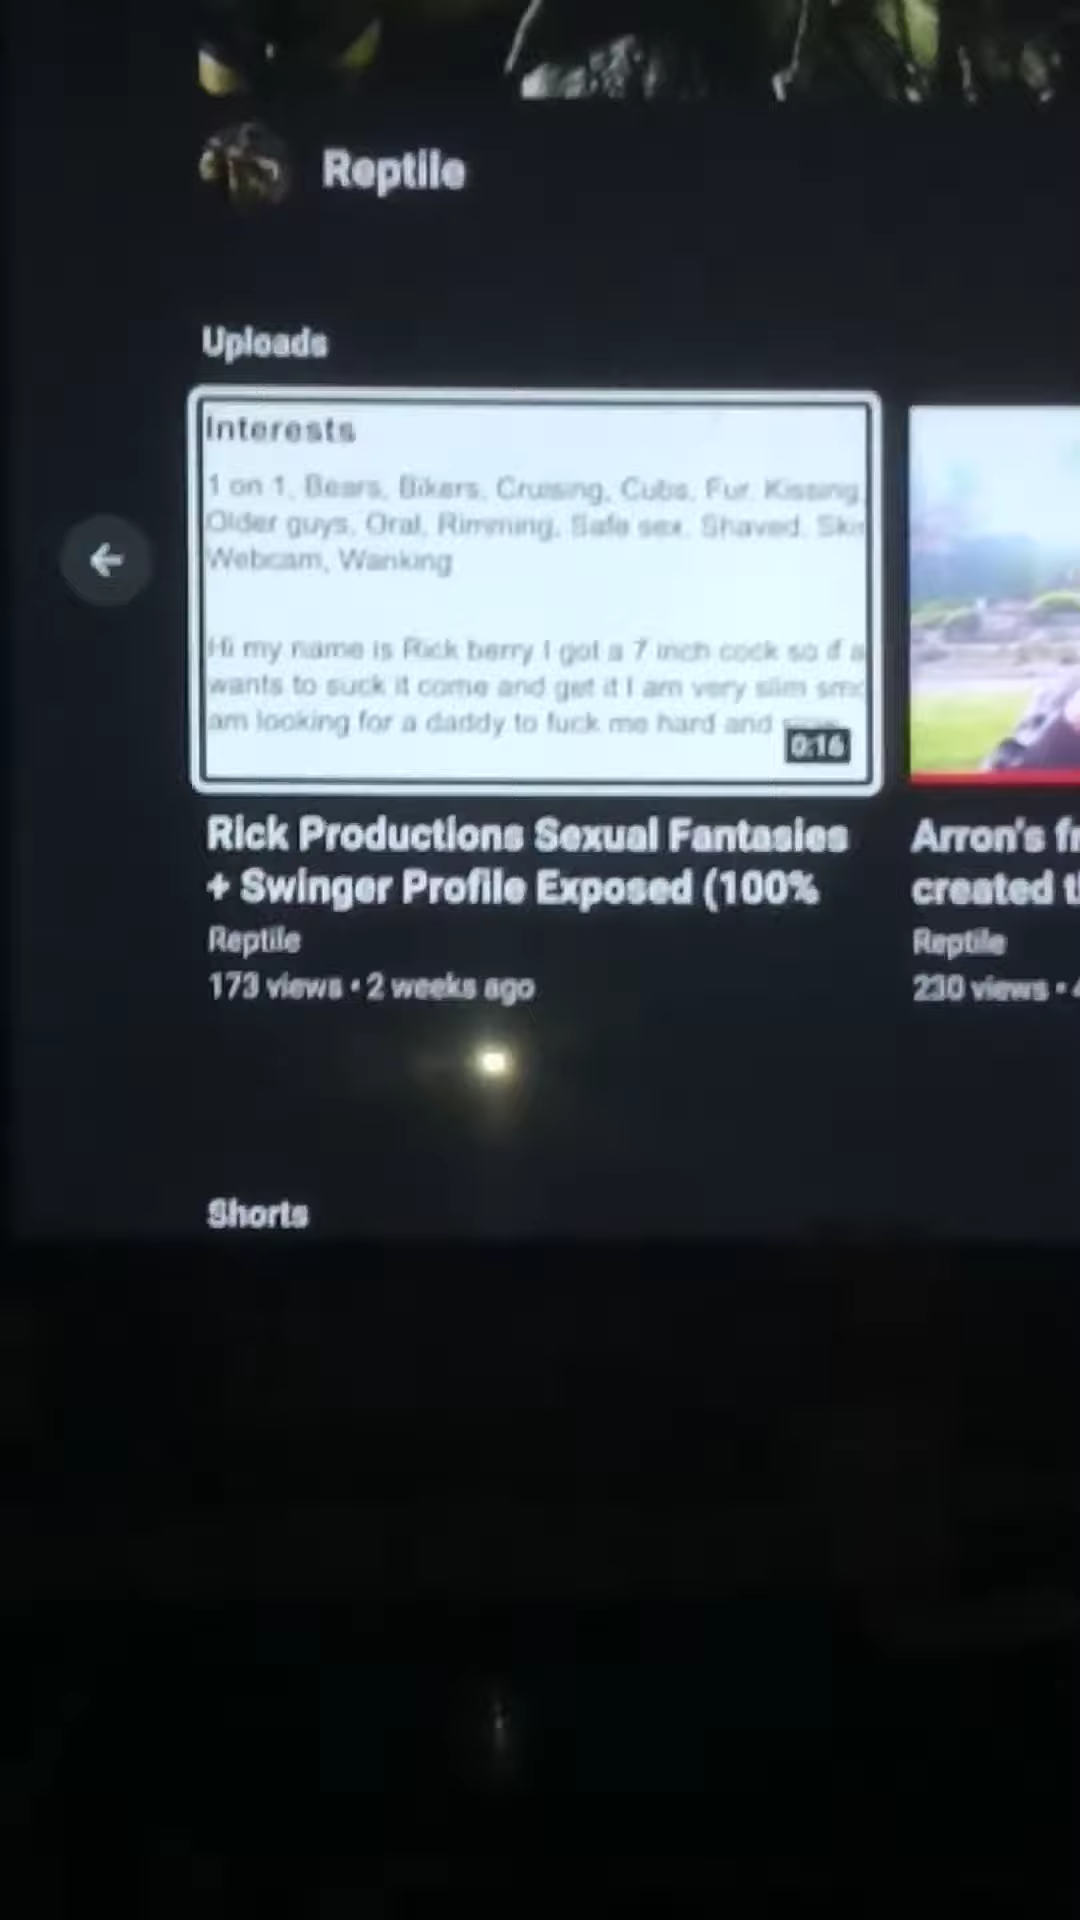 Reptile
Uploads
Interests
1 on 1, Bears, Bikers, Cruising, Cubs, Fur, Kissing,
Older guys, Oral, Rimming, Safe sex, Shaved,
Webcam, Wanking
Hi my name is Rick berry I got a 7 inch cock so if a
wants to suck it come and get it I am very slim
am looking for a daddy to fuck me hard and
0:16
Rick Productions Sexual Fantasies
+ Swinger Profile Exposed (100%
Reptile
173 views • 2 weeks ago
Arron's
created
Reptile
230 views •
Shorts